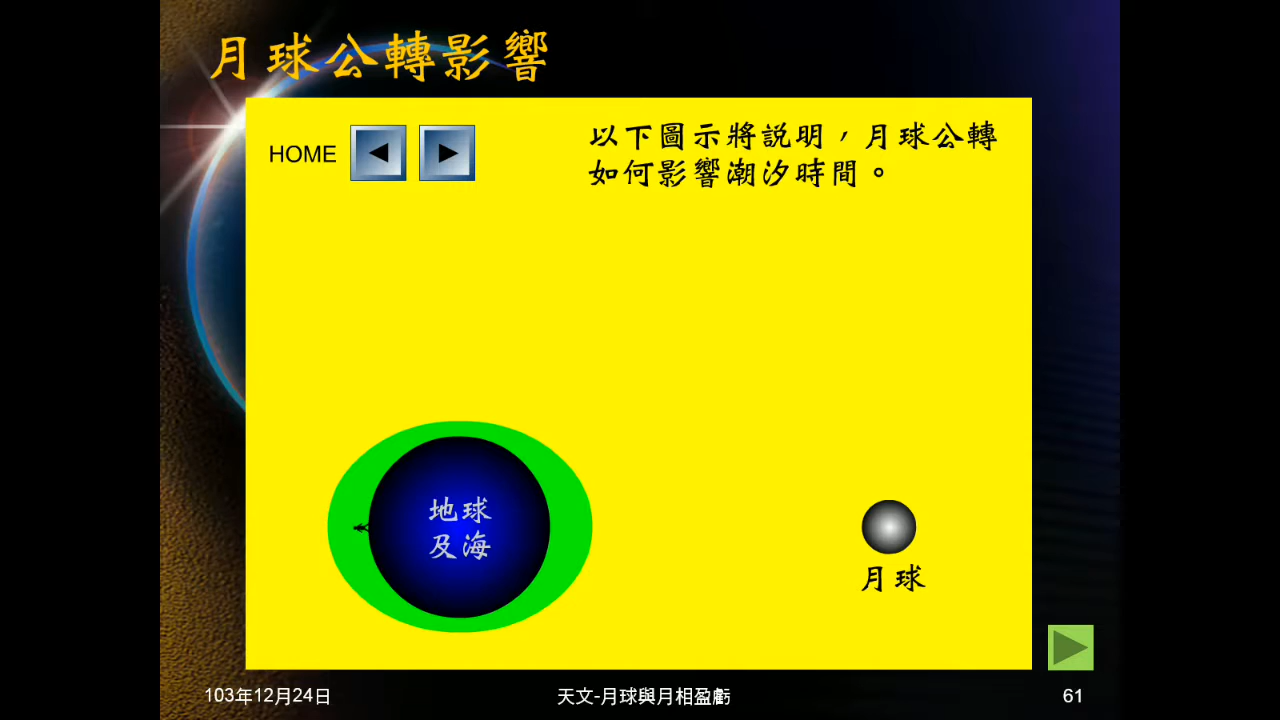 月球公轉影響
HOME
以下圖示將説明，月球公轉
如何影響潮汐時間。
地球
及海
月球
103年12月24日
天文-月球與月相盈虧
61